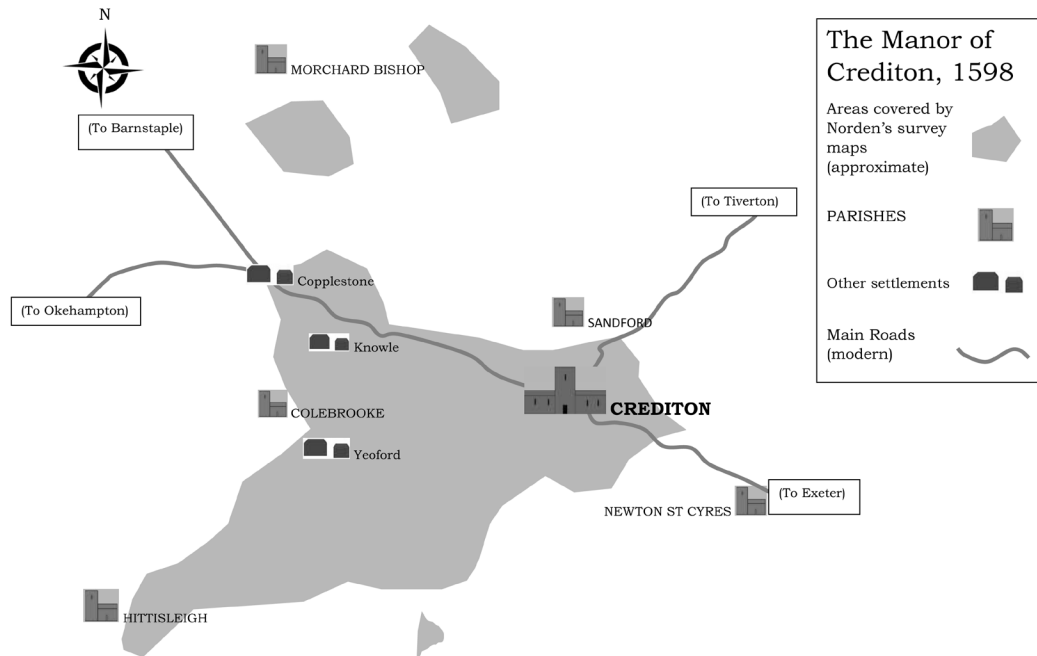 N
MORCHARD BISHOP
(To Barnstaple)
(To Tiverton)
Copplestone
(To Okehampton)
SANDFORD
Knowle
COLEBROOKE
CREDITON
Yeoford
(To Exeter)
NEWTON ST CYRES
HITTISLEIGH
The Manor of
Crediton, 1598
Areas covered by
Norden's survey
maps
(approximate)
PARISHES
Other settlements
Main Roads
(modern)